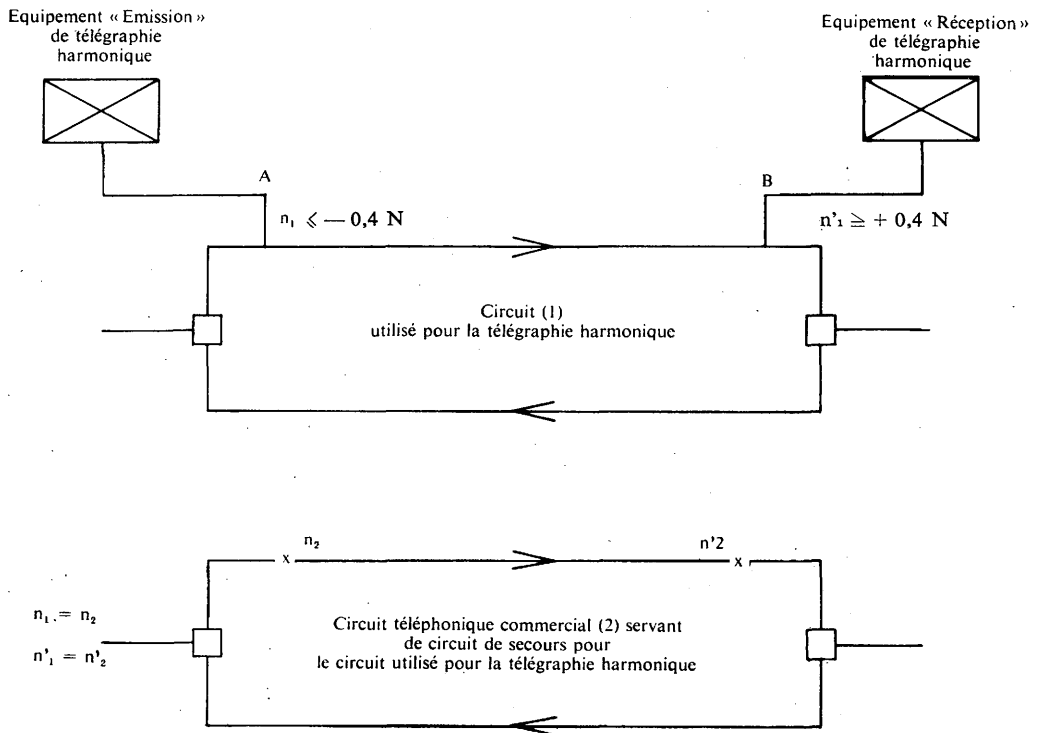 Equipement « Emission »
de télégraphie
harmonique
Equipement « Réception »
de télégraphie
harmonique
A
B
n₁ ⩽ — 0,4 N
n'₁ ≧ + 0,4 N
Circuit (1)
utilisé pour la télégraphie harmonique
n₂
n'2
x
x
n₁ = n₂
n'₁ = n'₂
Circuit téléphonique commercial (2) servant
de circuit de secours pour
le circuit utilisé pour la télégraphie harmonique